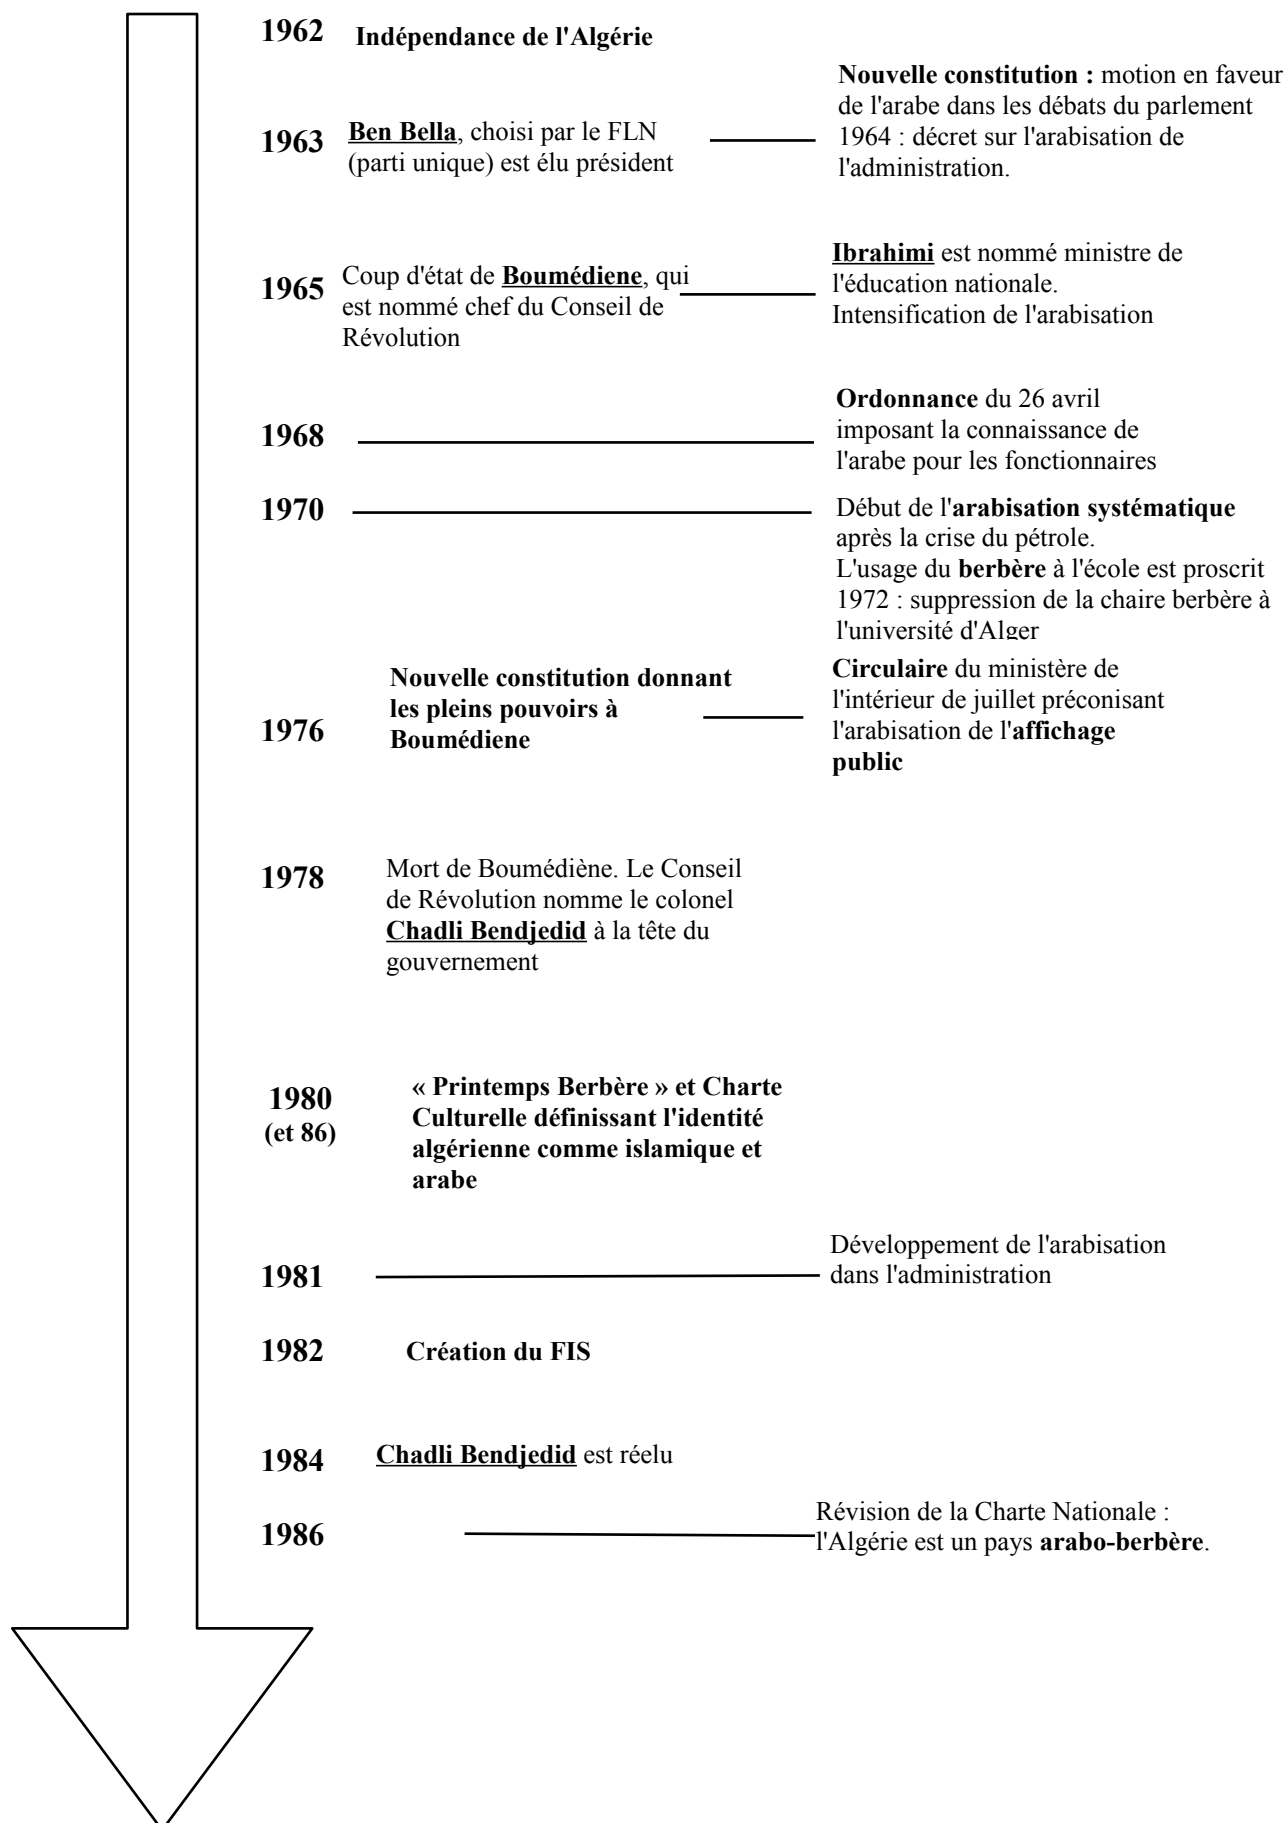 1962
Indépendance de l'Algérie
1963
Ben Bella, choisi par le FLN
(parti unique) est élu président
Nouvelle constitution : motion en faveur
de l'arabe dans les débats du parlement
1964 : décret sur l'arabisation de
l'administration.
1965
Coup d'état de Boumédiene, qui
est nommé chef du Conseil de
Révolution
Ibrahimi est nommé ministre de
l'éducation nationale.
Intensification de l'arabisation
1968
Ordonnance du 26 avril
imposant la connaissance de
l'arabe pour les fonctionnaires
1970
Début de l'arabisation systématique
après la crise du pétrole.
L'usage du berbère à l'école est proscrit
1972 : suppression de la chaire berbère à
l'université d'Alger
1976
Nouvelle constitution donnant
les pleins pouvoirs à
Boumédiene
Circulaire du ministère de
l'intérieur de juillet préconisant
l'arabisation de l'affichage
public
1978
Mort de Boumédiène. Le Conseil
de Révolution nomme le colonel
Chadli Bendjedid à la tête du
gouvernement
1980
(et 86)
« Printemps Berbère » et Charte
Culturelle définissant l'identité
algérienne comme islamique et
arabe
1981
Développement de l'arabisation
dans l'administration
1982
Création du FIS
1984
Chadli Bendjedid est réelu
1986
Révision de la Charte Nationale :
l'Algérie est un pays arabo-berbère.